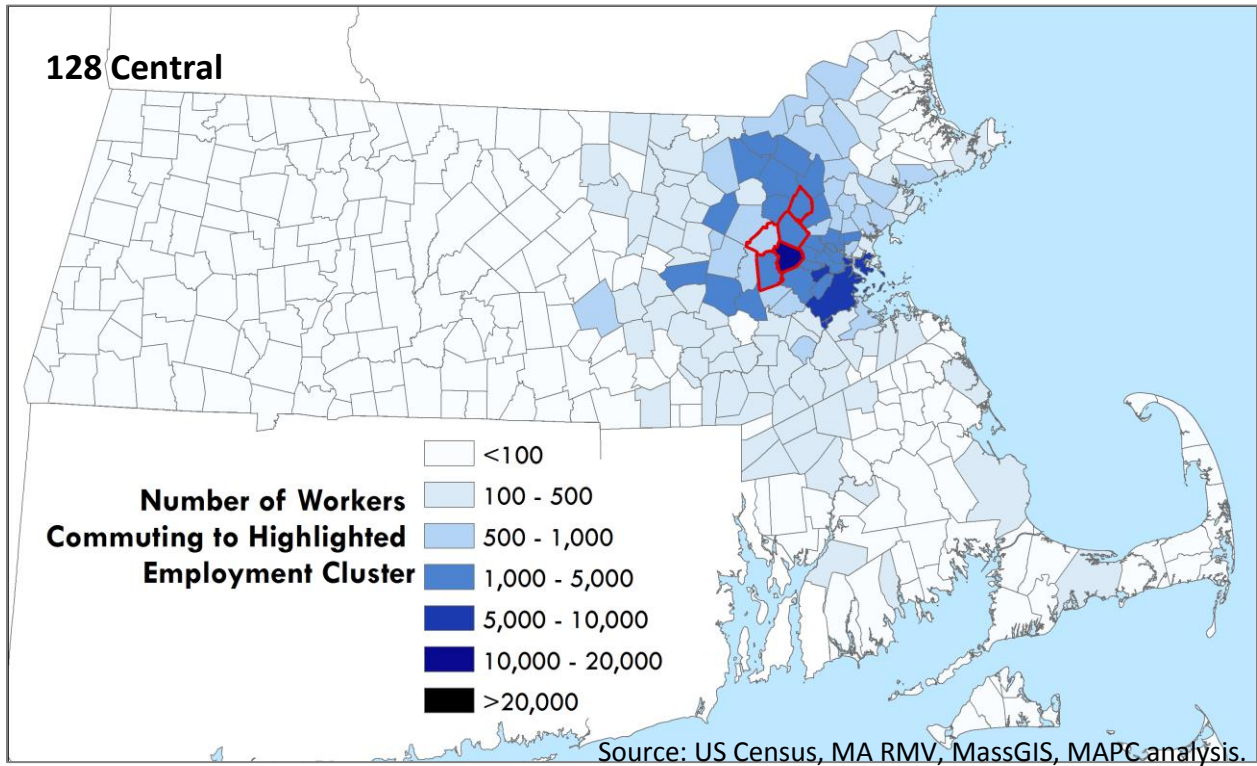 128 Central
Number of Workers
Commuting to Highlighted
Employment Cluster
<100
100 - 500
500 - 1,000
1,000 - 5,000
5,000 - 10,000
10,000 - 20,000
>20,000
Source: US Census, MA RMV, MassGIS, MAPC analysis.